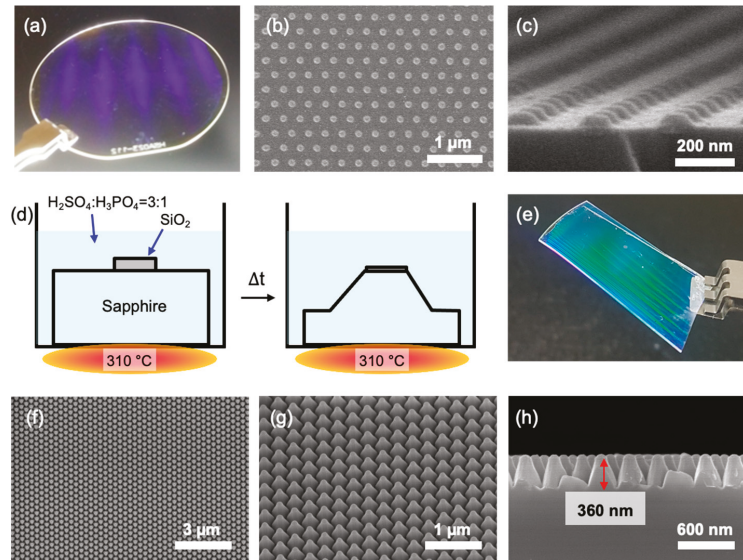 (a)
(b)
1 µm
(c)
200 nm
(d)
H₂SO₄:H₃PO₄=3:1
SiO₂
Sapphire
310 °C
Δt
310 °C
(e)
(f)
3 µm
(g)
1 µm
(h)
360 nm
600 nm